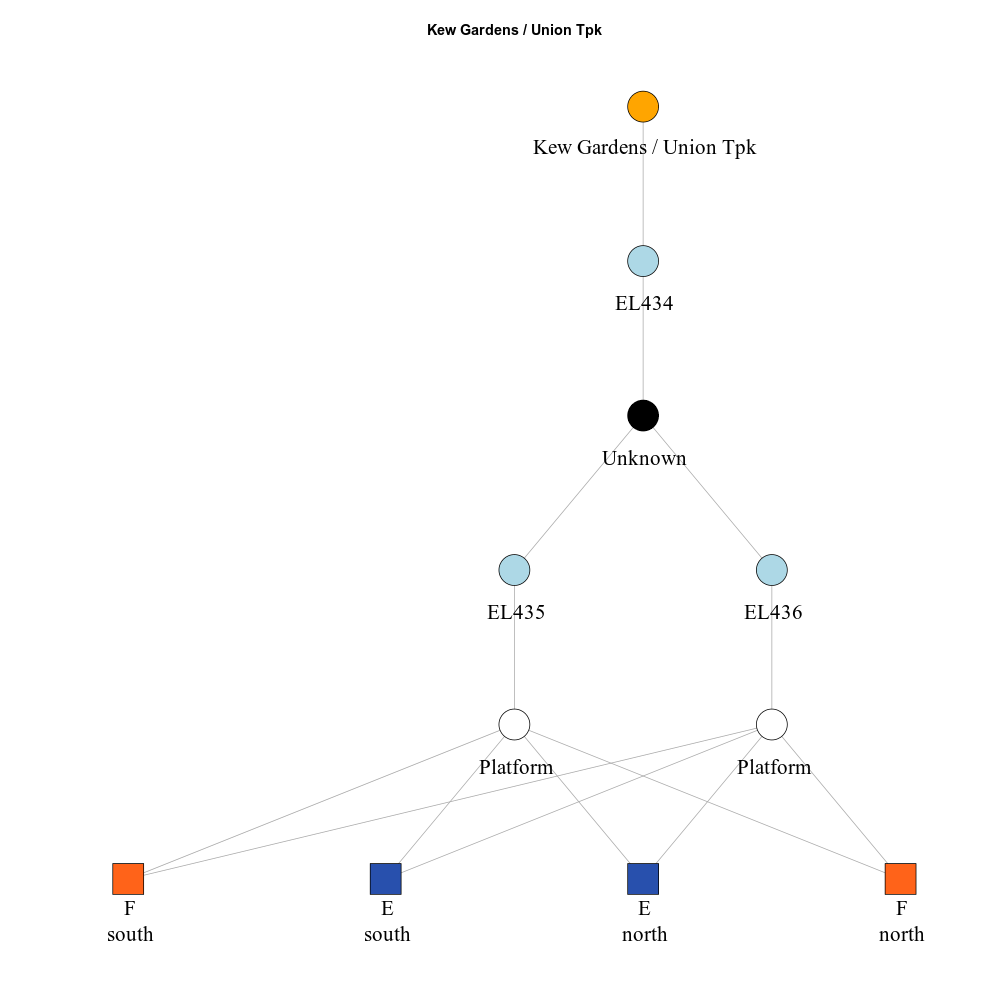 Kew Gardens / Union Tpk
Kew Gardens / Union Tpk
EL434
Unknown
EL435
EL436
Platform
Platform
F
south
E
south
E
north
F
north